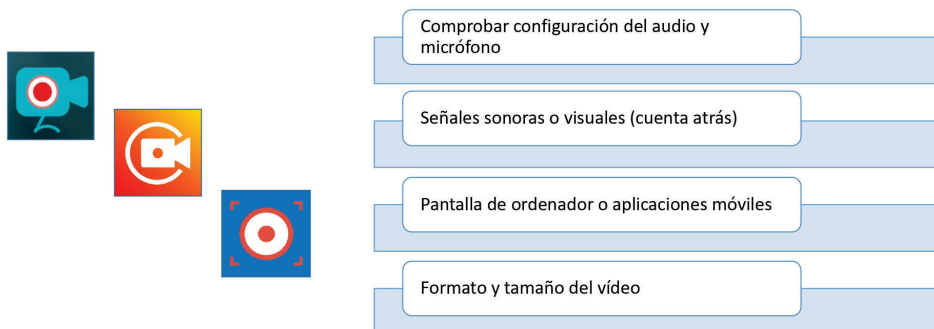 Comprobar configuración del audio y
micrófono
Señales sonoras o visuales (cuenta atrás)
Pantalla de ordenador o aplicaciones móviles
Formato y tamaño del vídeo